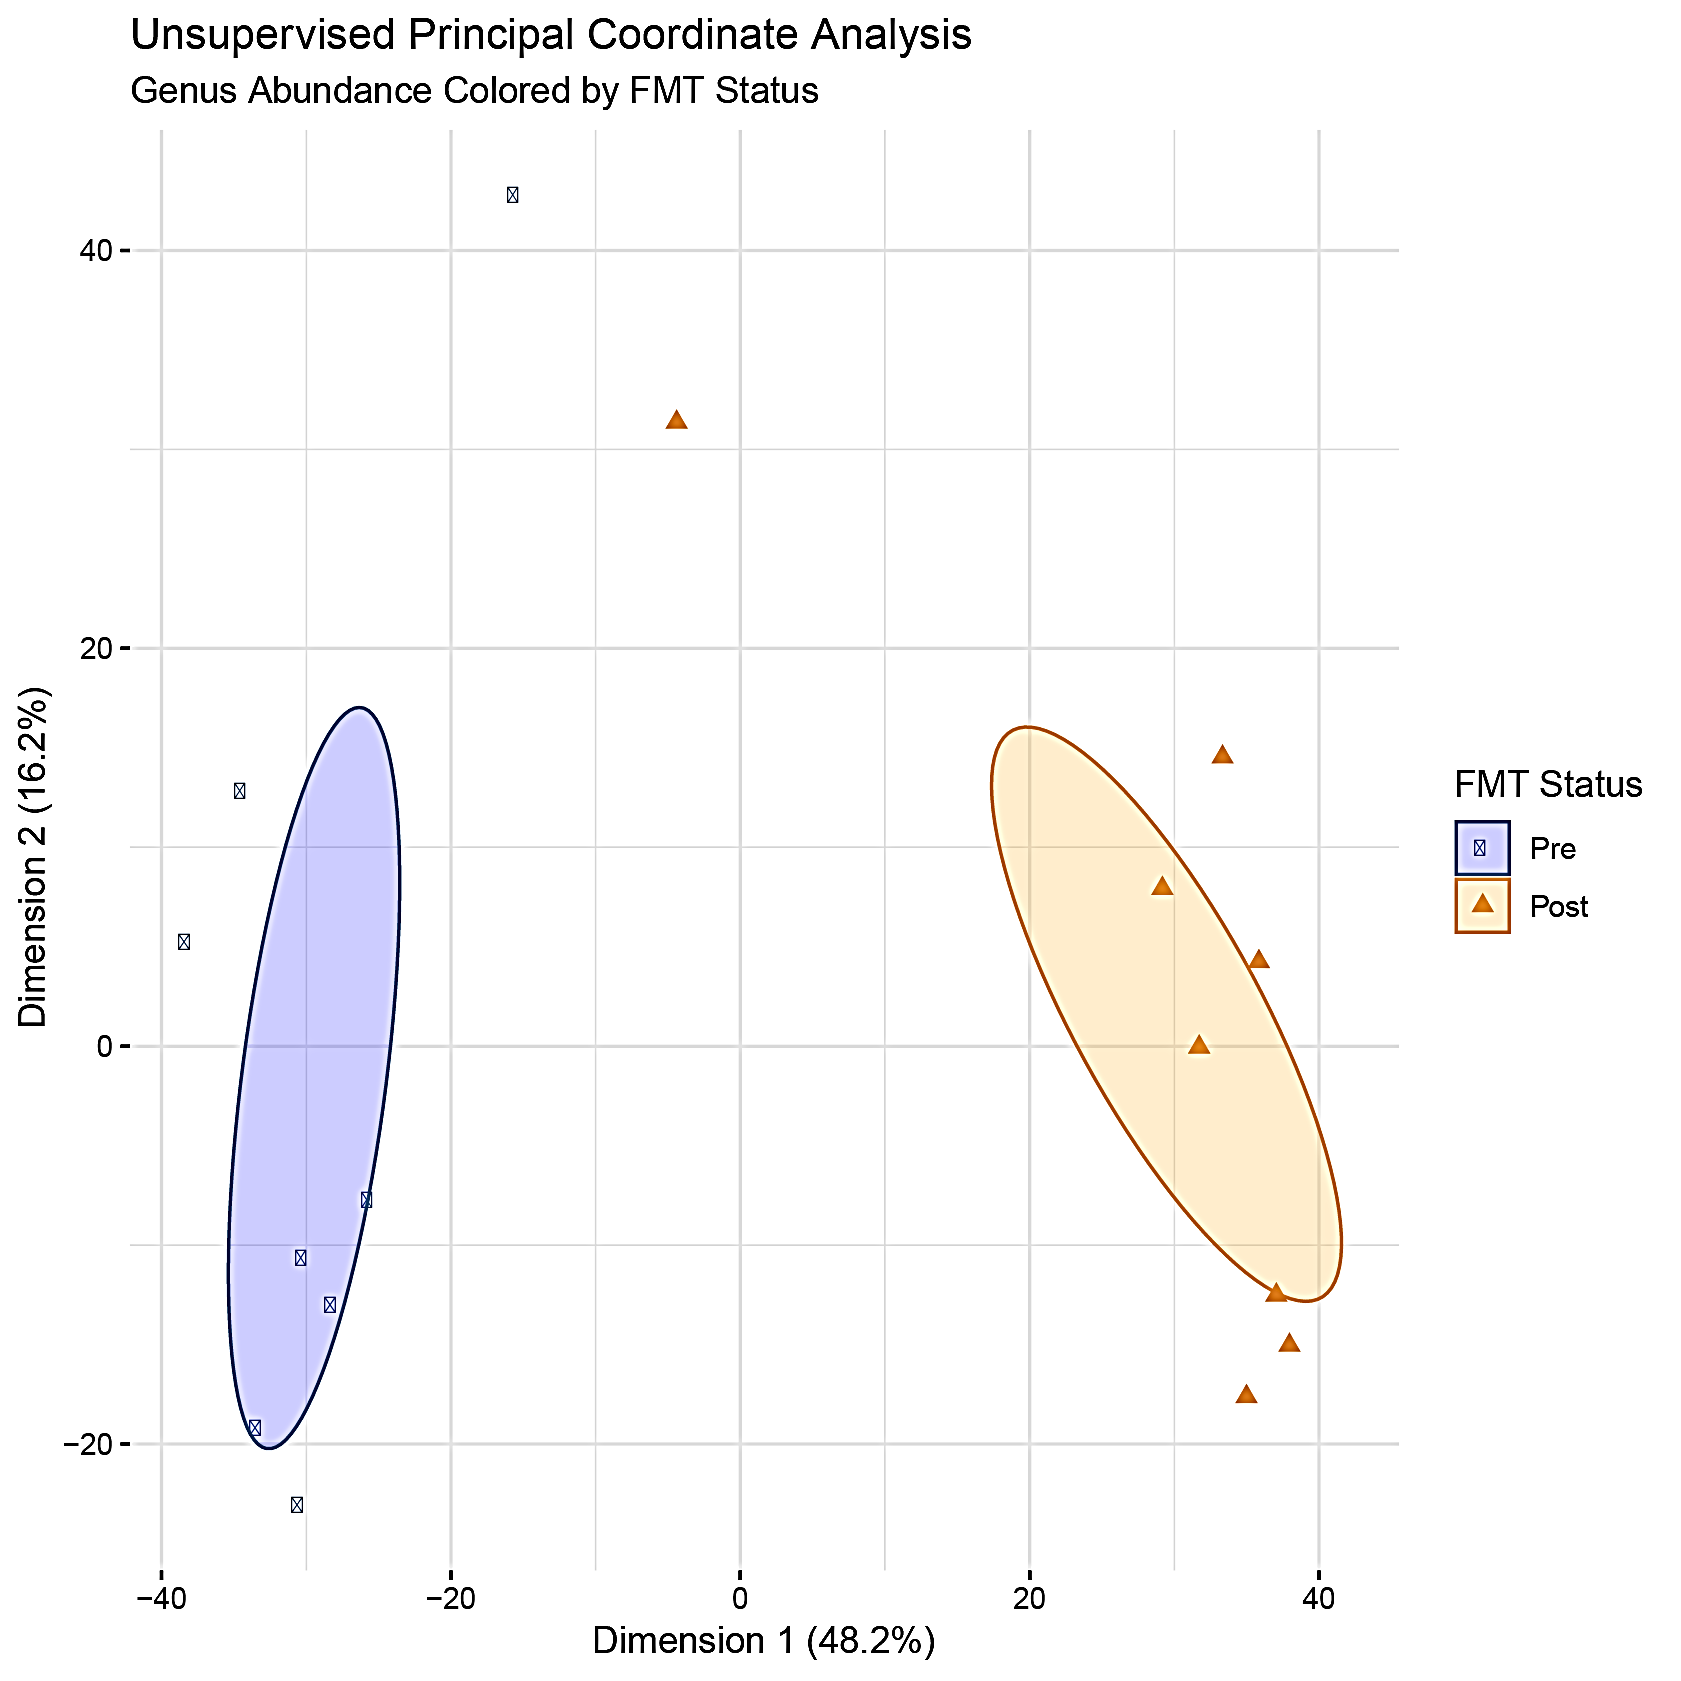 Unsupervised Principal Coordinate Analysis
Genus Abundance Colored by FMT Status
40
20
0
−20
Dimension 2 (16.2%)
−40
−20
0
20
40
Dimension 1 (48.2%)
FMT Status
Pre
Post